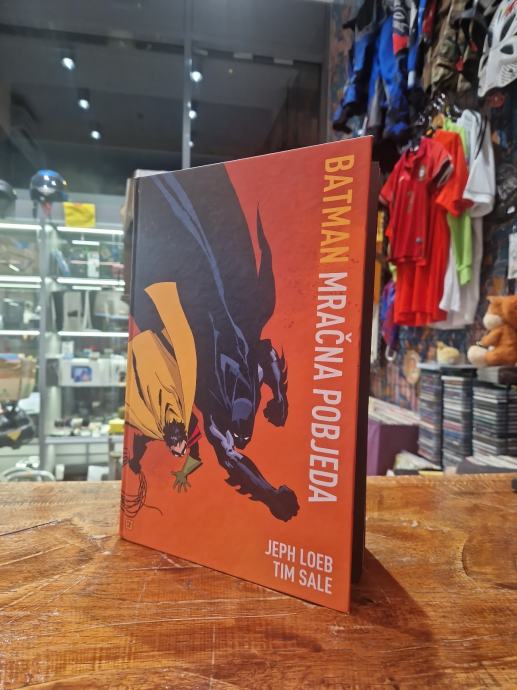 BATMAN MRAČNA POBJEDA
JEPH LOEB
TIM SALE